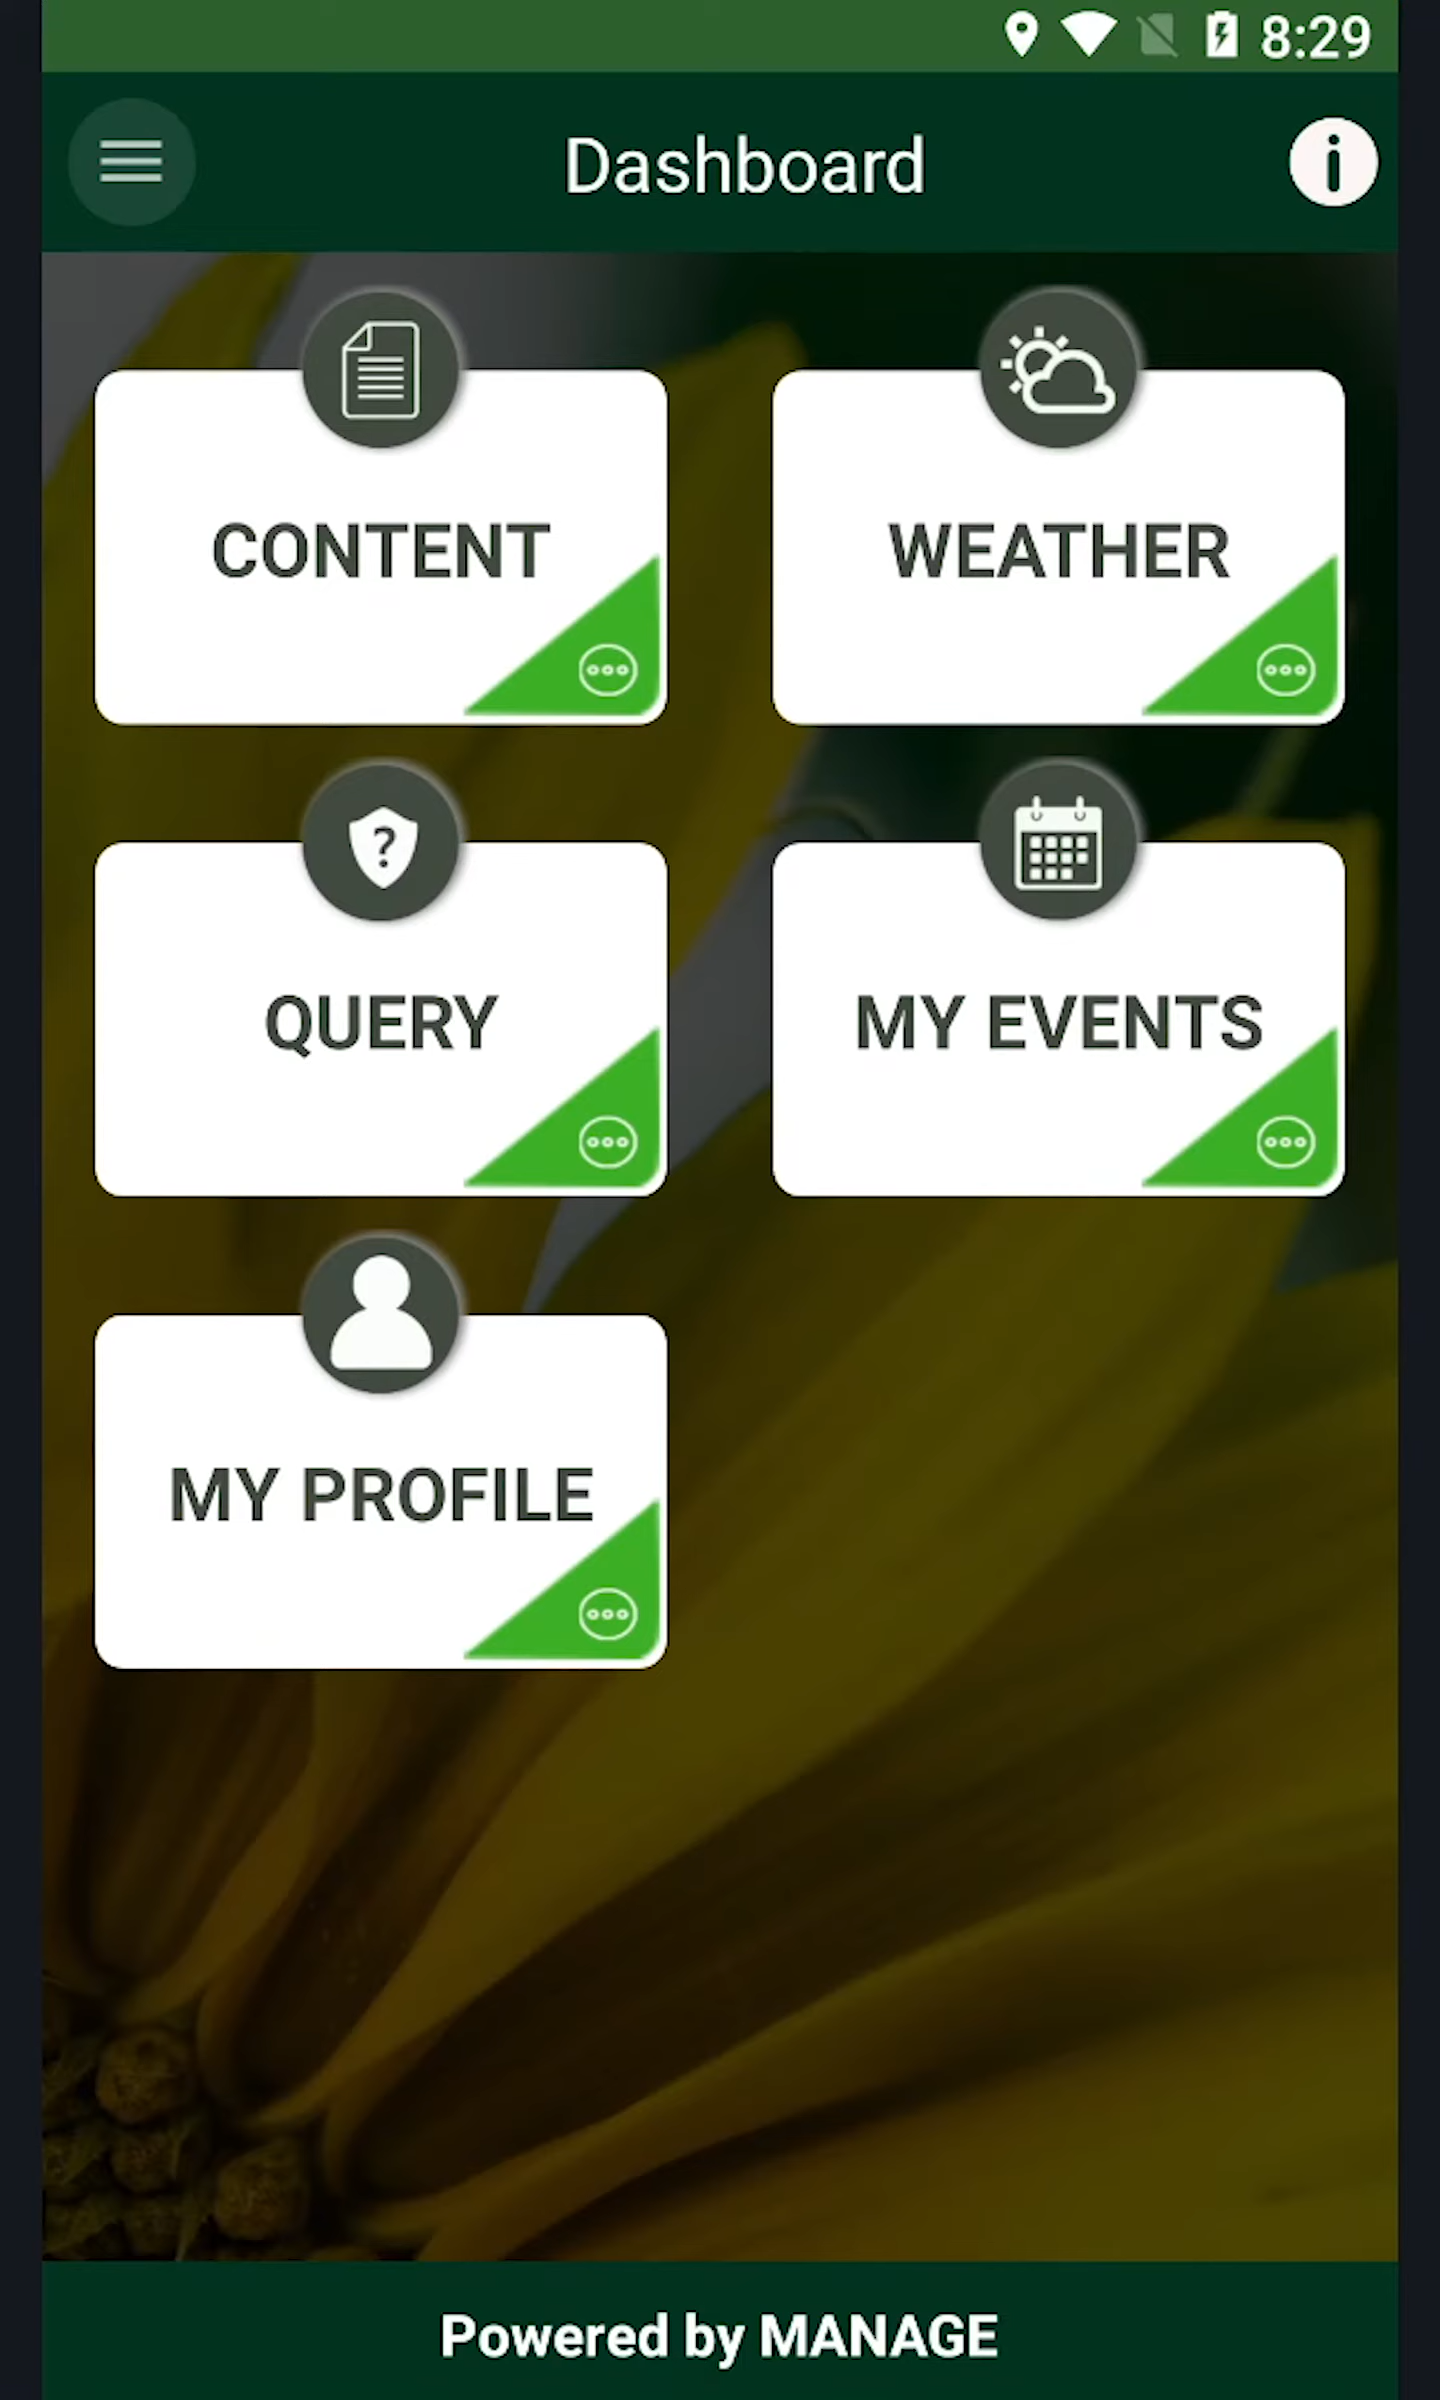 8:29
Dashboard
CONTENT
WEATHER
QUERY
MY EVENTS
MY PROFILE
Powered by MANAGE